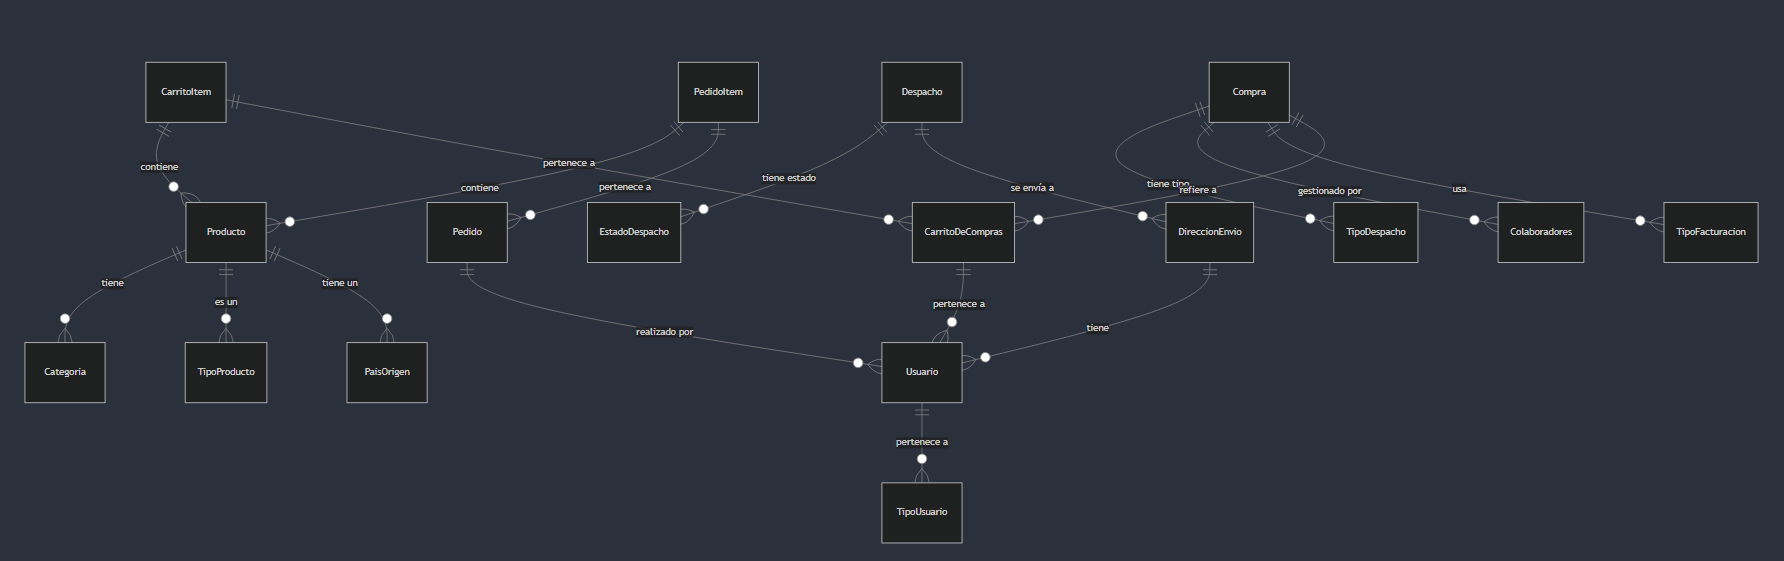 CarritoItem
PedidoItem
Despacho
Compra
contiene
pertenece a
contiene
pertenece a
tiene estado
se envía a
tiene tipo
refiere a
gestionado por
usa
Producto
Pedido
EstadoDespacho
CarritoDeCompras
DireccionEnvio
TipoDespacho
Colaboradores
TipoFacturacion
tiene
es un
tiene un
realizado por
pertenece a
tiene
Categoria
TipoProducto
PaisOrigen
Usuario
pertenece a
TipoUsuario